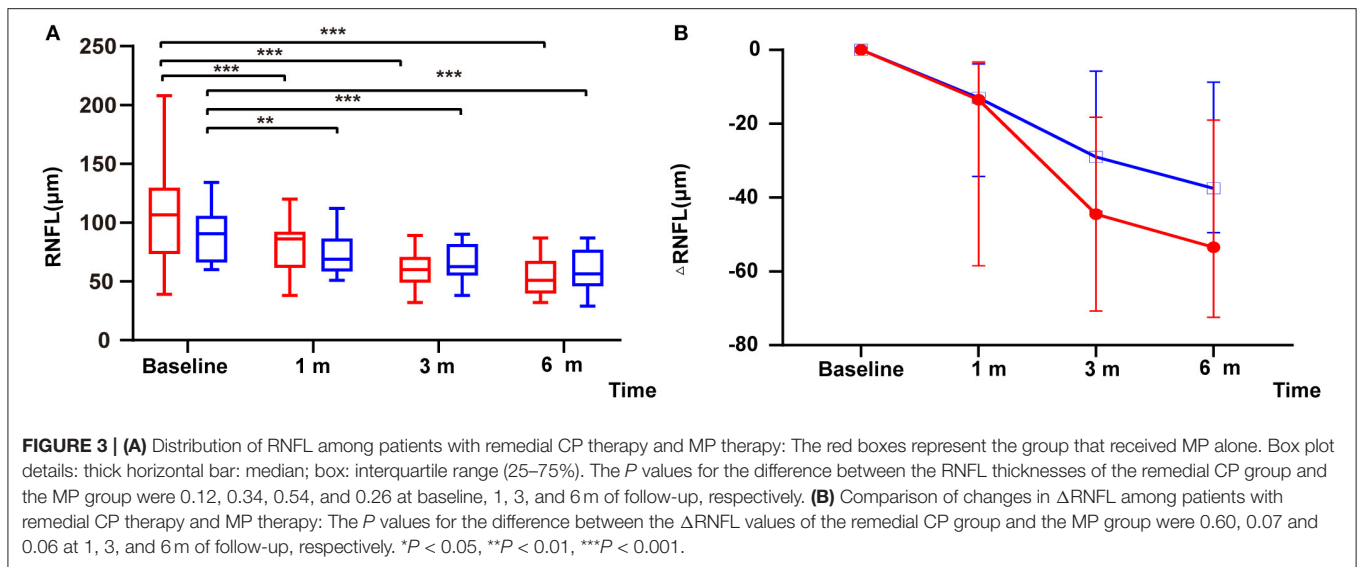 A
250
200
150
100
50
0
RNFL(μm)
***
***
***
***
***
**
Baseline
1 m
3 m
6 m
Time
B
0
-20
-40
-60
-80
△RNFL(μm)
Baseline
1 m
3 m
6 m
Time
FIGURE 3 | (A) Distribution of RNFL among patients with remedial CP therapy and MP therapy: The red boxes represent the group that received MP alone. Box plot
details: thick horizontal bar: median; box: interquartile range (25–75%). The P values for the difference between the RNFL thicknesses of the remedial CP group and
the MP group were 0.12, 0.34, 0.54, and 0.26 at baseline, 1, 3, and 6 m of follow-up, respectively. (B) Comparison of changes in ΔRNFL among patients with
remedial CP therapy and MP therapy: The P values for the difference between the ΔRNFL values of the remedial CP group and the MP group were 0.60, 0.07 and
0.06 at 1, 3, and 6 m of follow-up, respectively. *P < 0.05, **P < 0.01, ***P < 0.001.